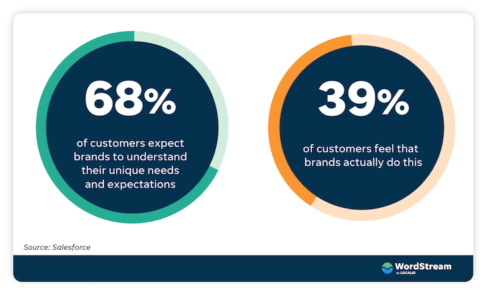 68%
of customers expect
brands to understand
their unique needs
and expectations
39%
of customers feel that
brands actually do this
Source: Salesforce
WordStream
by LOCALiQ